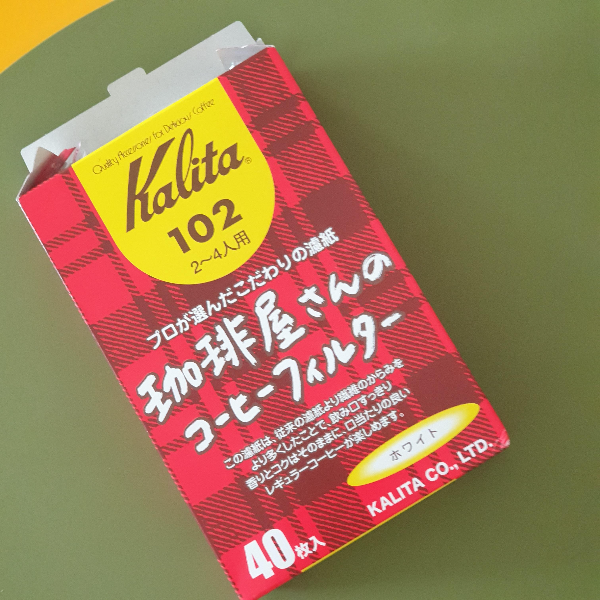 Quality Accessories for Delicious Coffee
Kalita®
102
2〜4人用
プロが選んだこだわりの濾紙
珈琲屋さんの
コーヒーフィルター
この濾紙は、従来の濾紙より繊維のからみを
より多くしたことで、飲み口すっきり
香りとコクはそのままに、口当たりの良い
レギュラーコーヒーが楽しめます。
ホワイト
KALITA CO., LTD.
40枚入